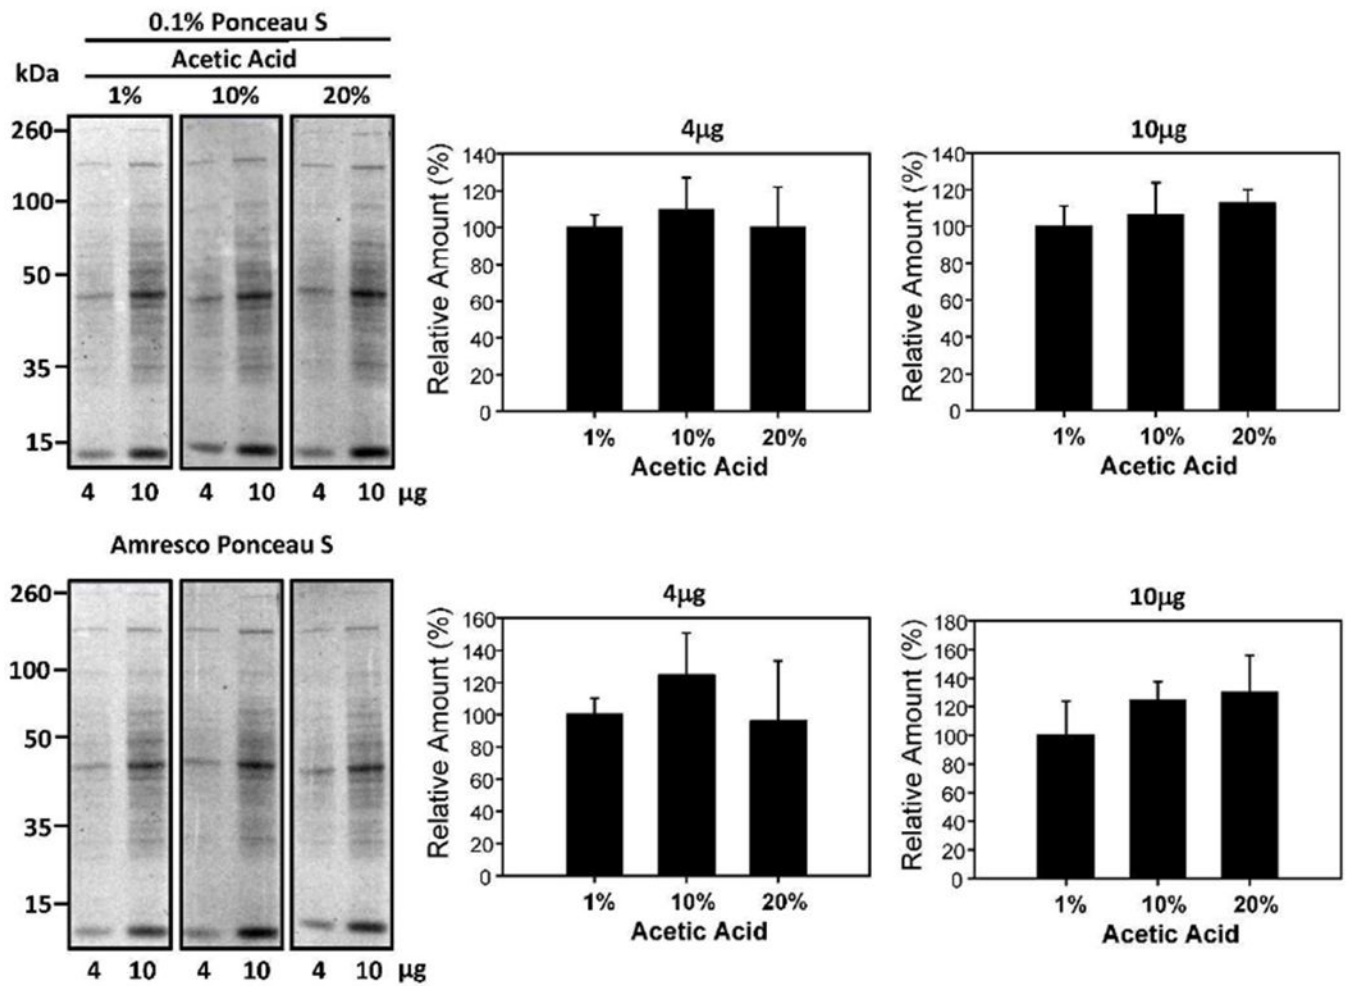 0.1% Ponceau S
Acetic Acid
kDa
1% 10% 20%
260
100
50
35
15
4 10 4 10 4 10 µg
4µg
Relative Amount (%)
140
120
100
80
60
40
20
0
1% 10% 20%
Acetic Acid
10µg
Relative Amount (%)
140
120
100
80
60
40
20
0
1% 10% 20%
Acetic Acid
Amresco Ponceau S
260
100
50
35
15
4 10 4 10 4 10 µg
4µg
Relative Amount (%)
160
140
120
100
80
60
40
20
0
1% 10% 20%
Acetic Acid
10µg
Relative Amount (%)
180
160
140
120
100
80
60
40
20
0
1% 10% 20%
Acetic Acid